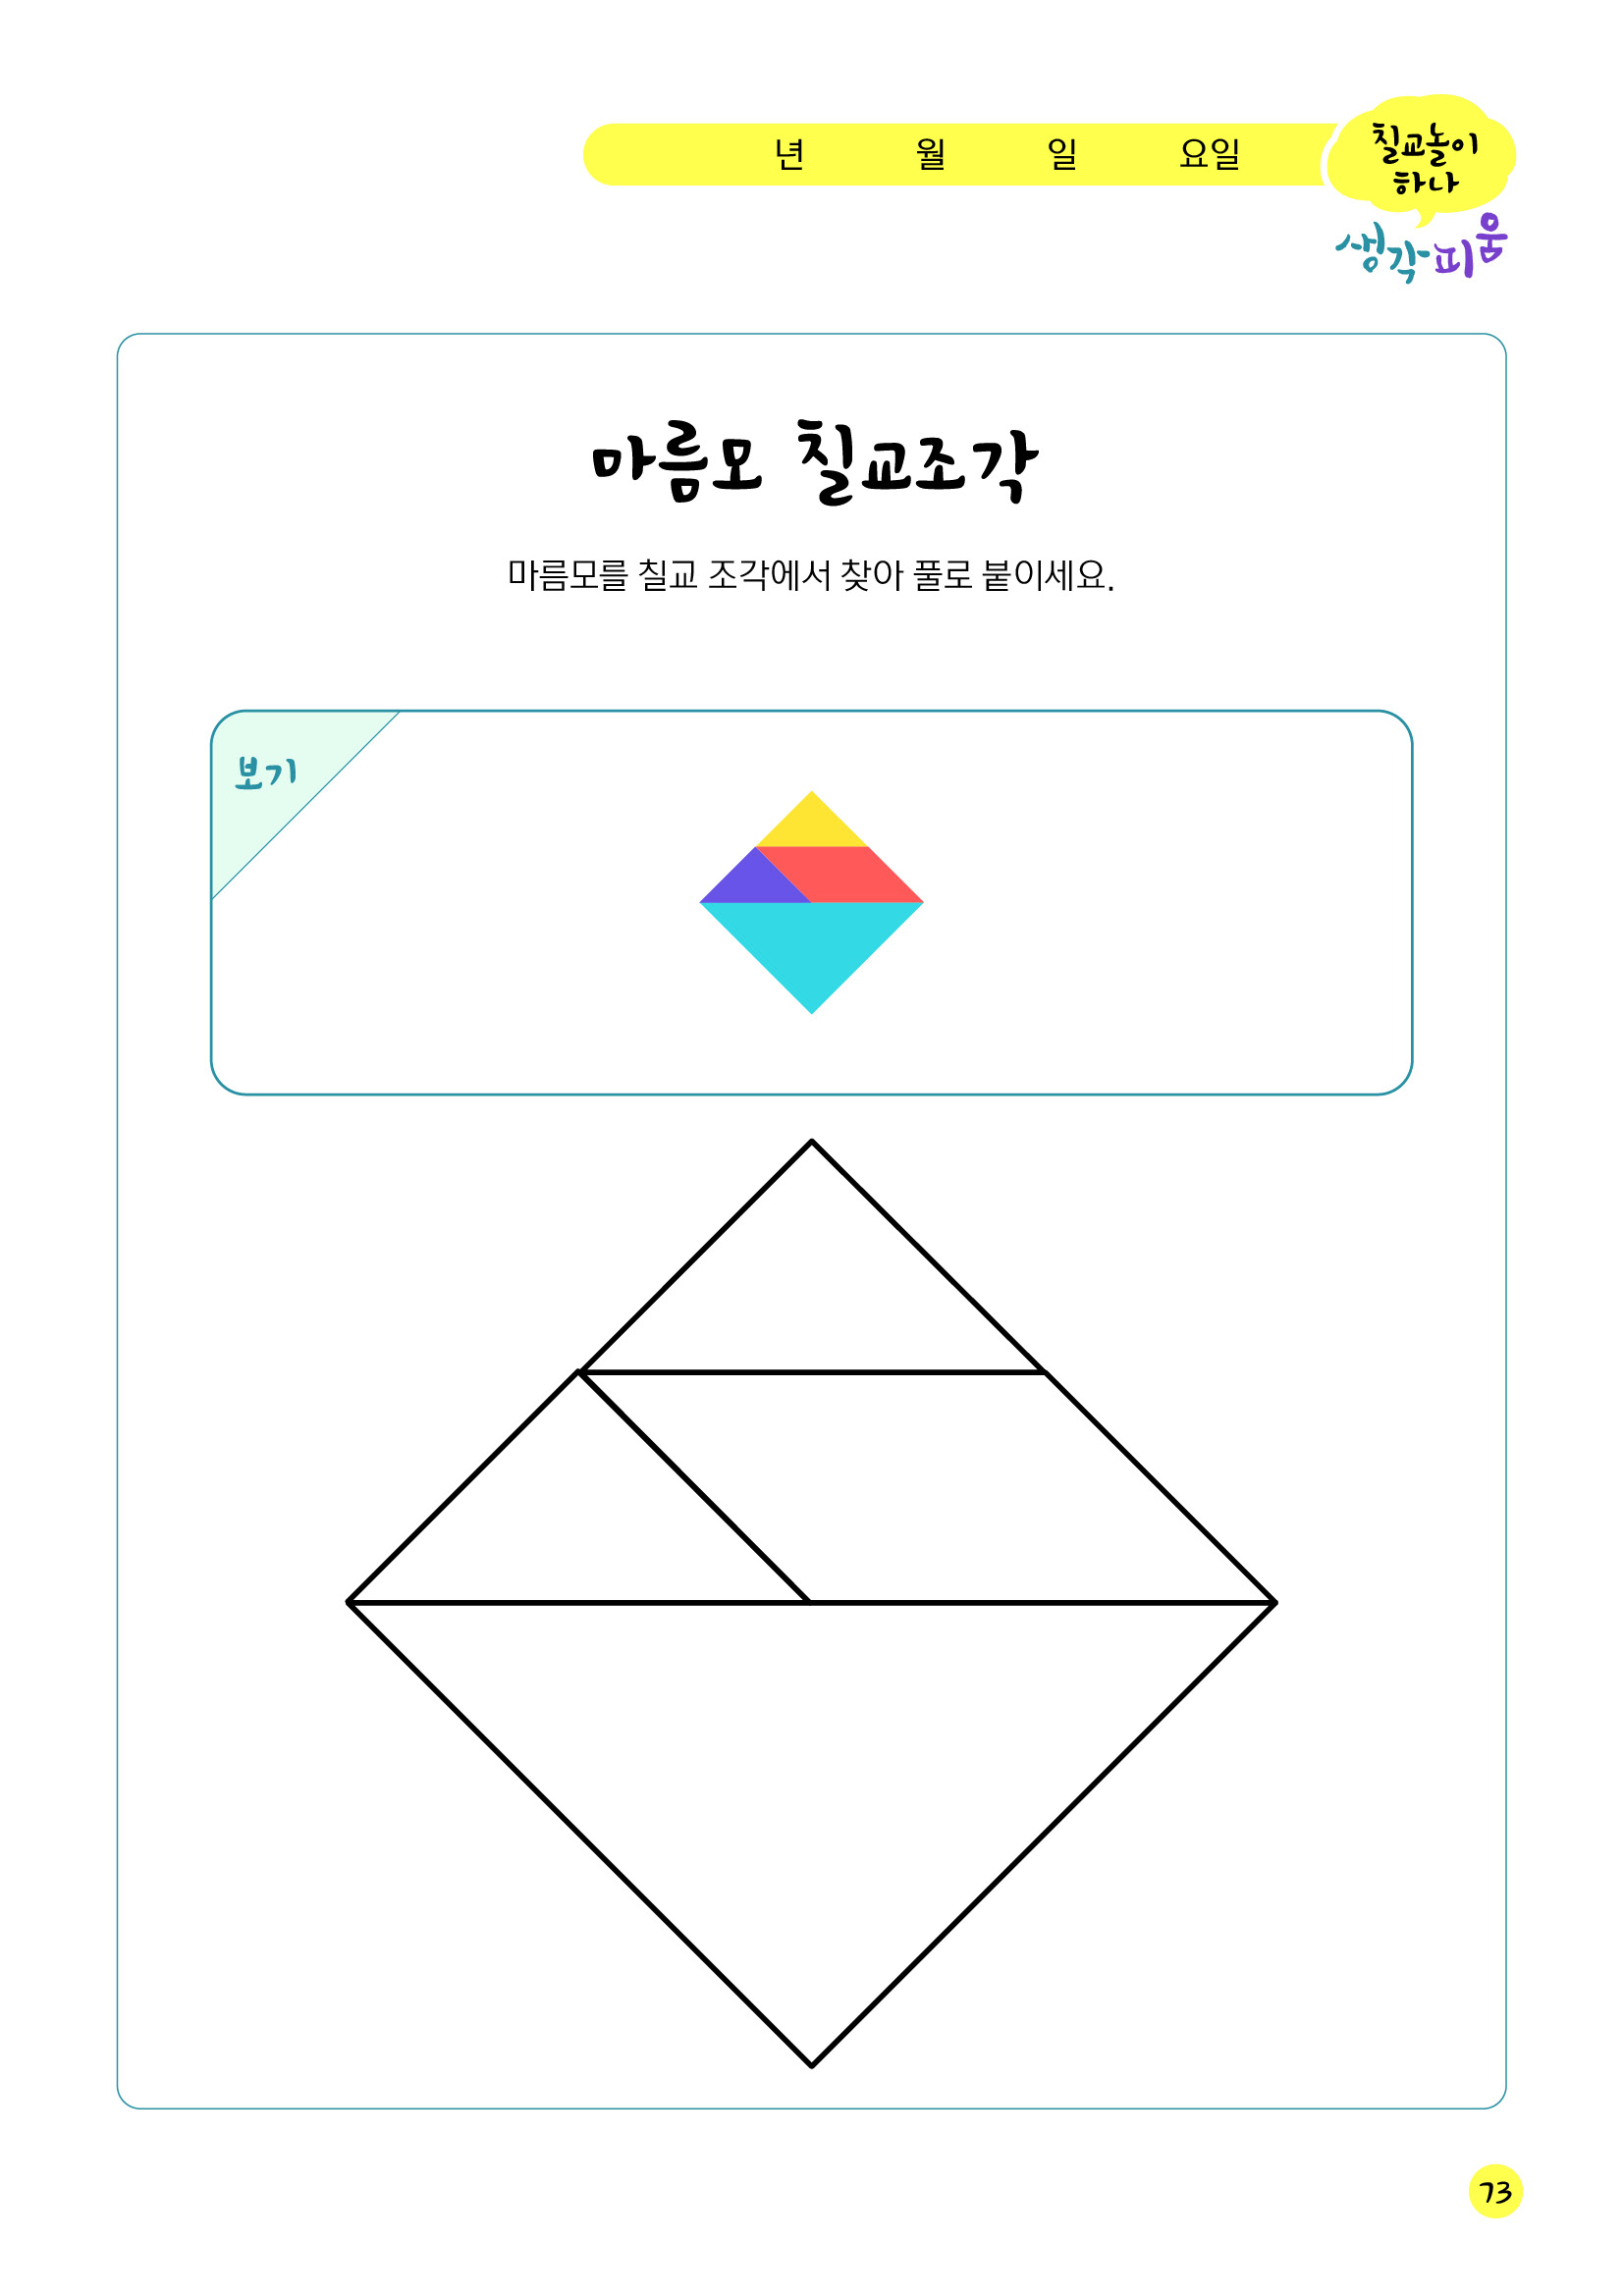 년 월 일 요일
칠교놀이
하나
생각피움
마름모 칠교조각
마름모를 칠교 조각에서 찾아 풀로 붙이세요.
보기
73